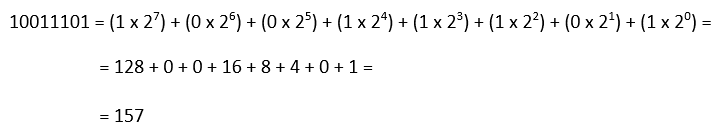 10011101 = (1 x 2⁷) + (0 x 2⁶) + (0 x 2⁵) + (1 x 2⁴) + (1 x 2³) + (1 x 2²) + (0 x 2¹) + (1 x 2⁰) =
= 128 + 0 + 0 + 16 + 8 + 4 + 0 + 1 =
= 157